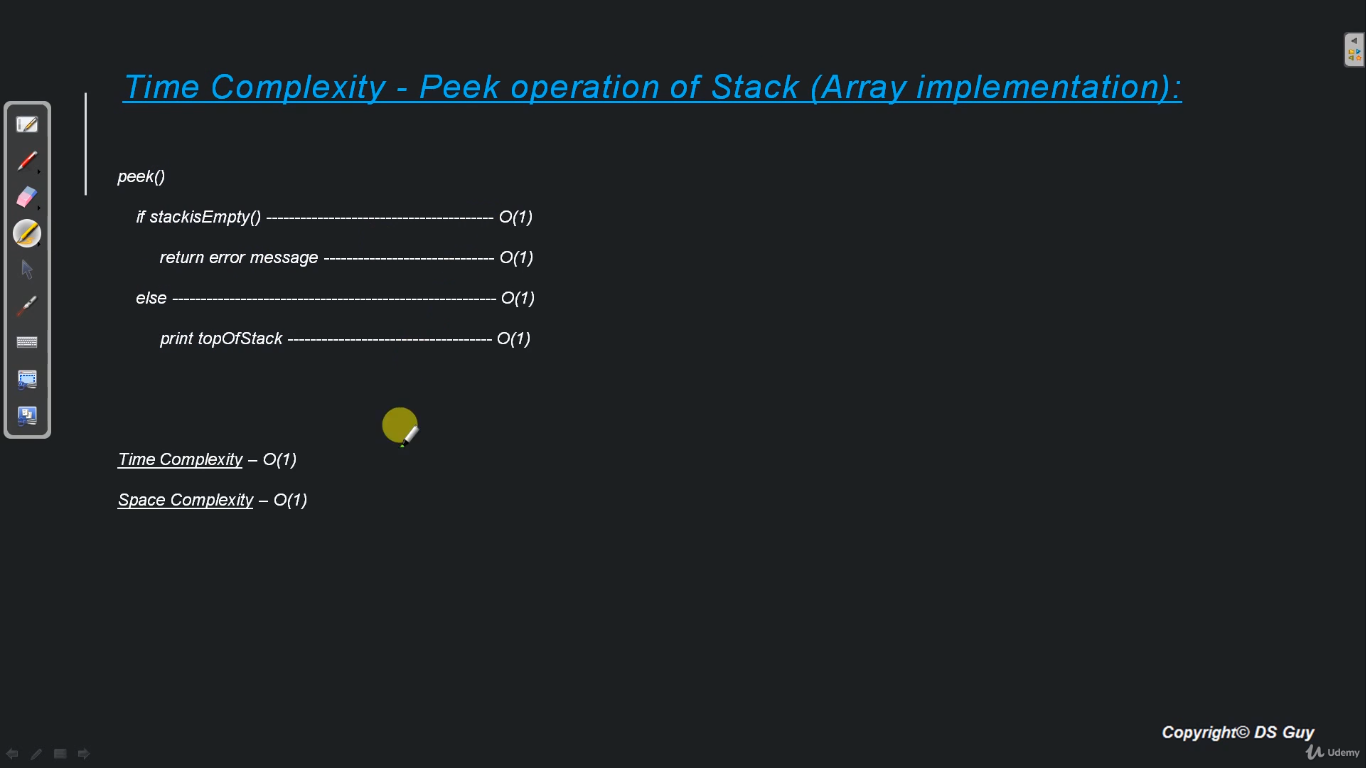 Time Complexity - Peek operation of Stack (Array implementation):
peek()
if stackisEmpty() ---------------------------------------- O(1)
return error message ------------------------------ O(1)
else --------------------------------------------------------- O(1)
print topOfStack ------------------------------------ O(1)
Time Complexity – O(1)
Space Complexity – O(1)
Copyright© DS Guy
Udemy